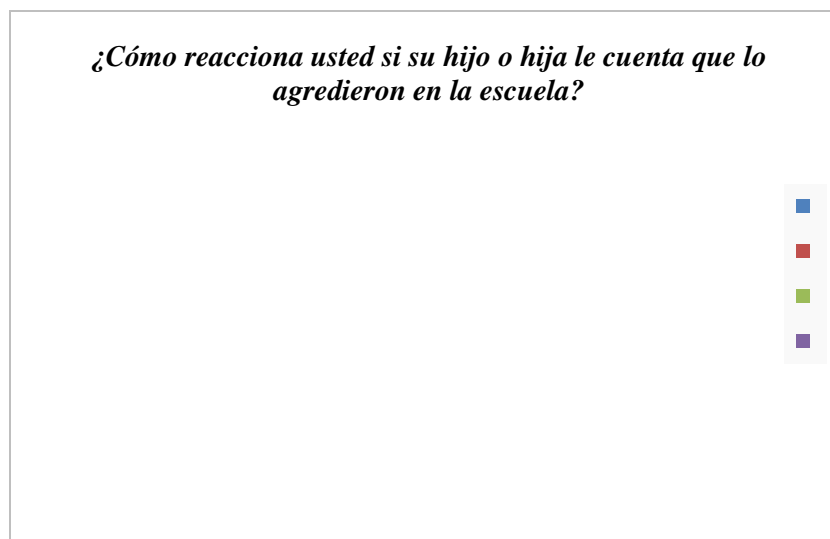 ¿Cómo reacciona usted si su hijo o hija le cuenta que lo
agredieron en la escuela?